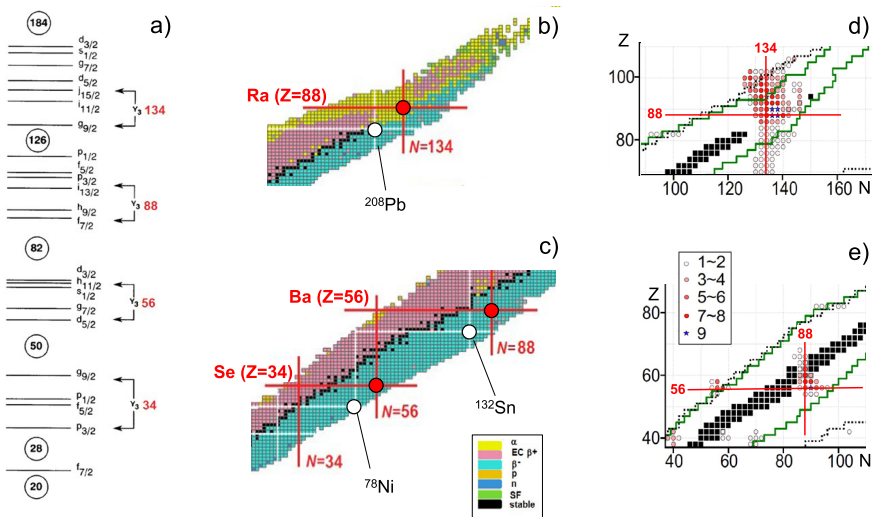 a)
184
d3/2
s1/2
g7/2
d5/2
j15/2
Y3 134
i11/2
g9/2
126
p1/2
f5/2
p3/2
i13/2
Y3 88
h9/2
f7/2
82
d3/2
h11/2
s1/2
Y3 56
g7/2
d5/2
50
g9/2
p1/2
Y3 34
f5/2
p3/2
28
f7/2
20
b)
Ra (Z=88)
N=134
208Pb
c)
Ba (Z=56)
N=88
Se (Z=34)
132Sn
N=56
N=34
78Ni
α
EC β+
β-
p
n
SF
stable
d)
Z
134
100
88
80
100
120
140
160 N
e)
1~2
3~4
5~6
7~8
9
Z
80
88
60
56
40
40
60
80
100 N